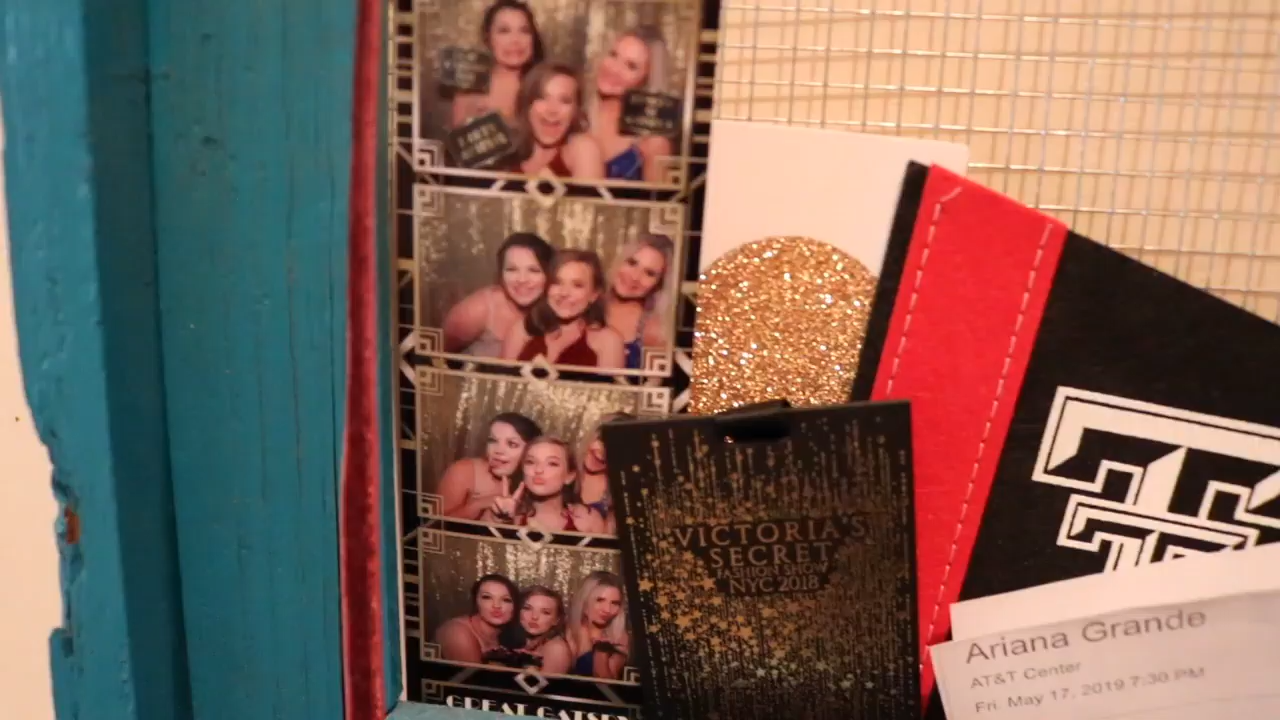 GREAT GATSBY
VICTORIA'S
SECRET
FASHION SHOW
NYC 2018
Ariana Grande
AT&T Center
Fri. May 17, 2019 7:30 PM